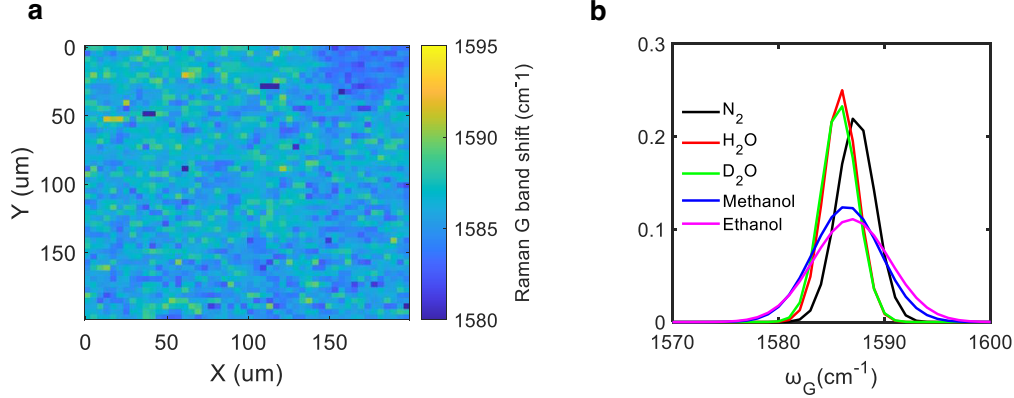 a
0
50
100
150
Y (um)
0
50
100
150
X (um)
1595
1590
1585
1580
Raman G band shift (cm⁻¹)
b
0.3
0.2
0.1
0
N₂
H₂O
D₂O
Methanol
Ethanol
1570
1580
1590
1600
ω_G(cm⁻¹)